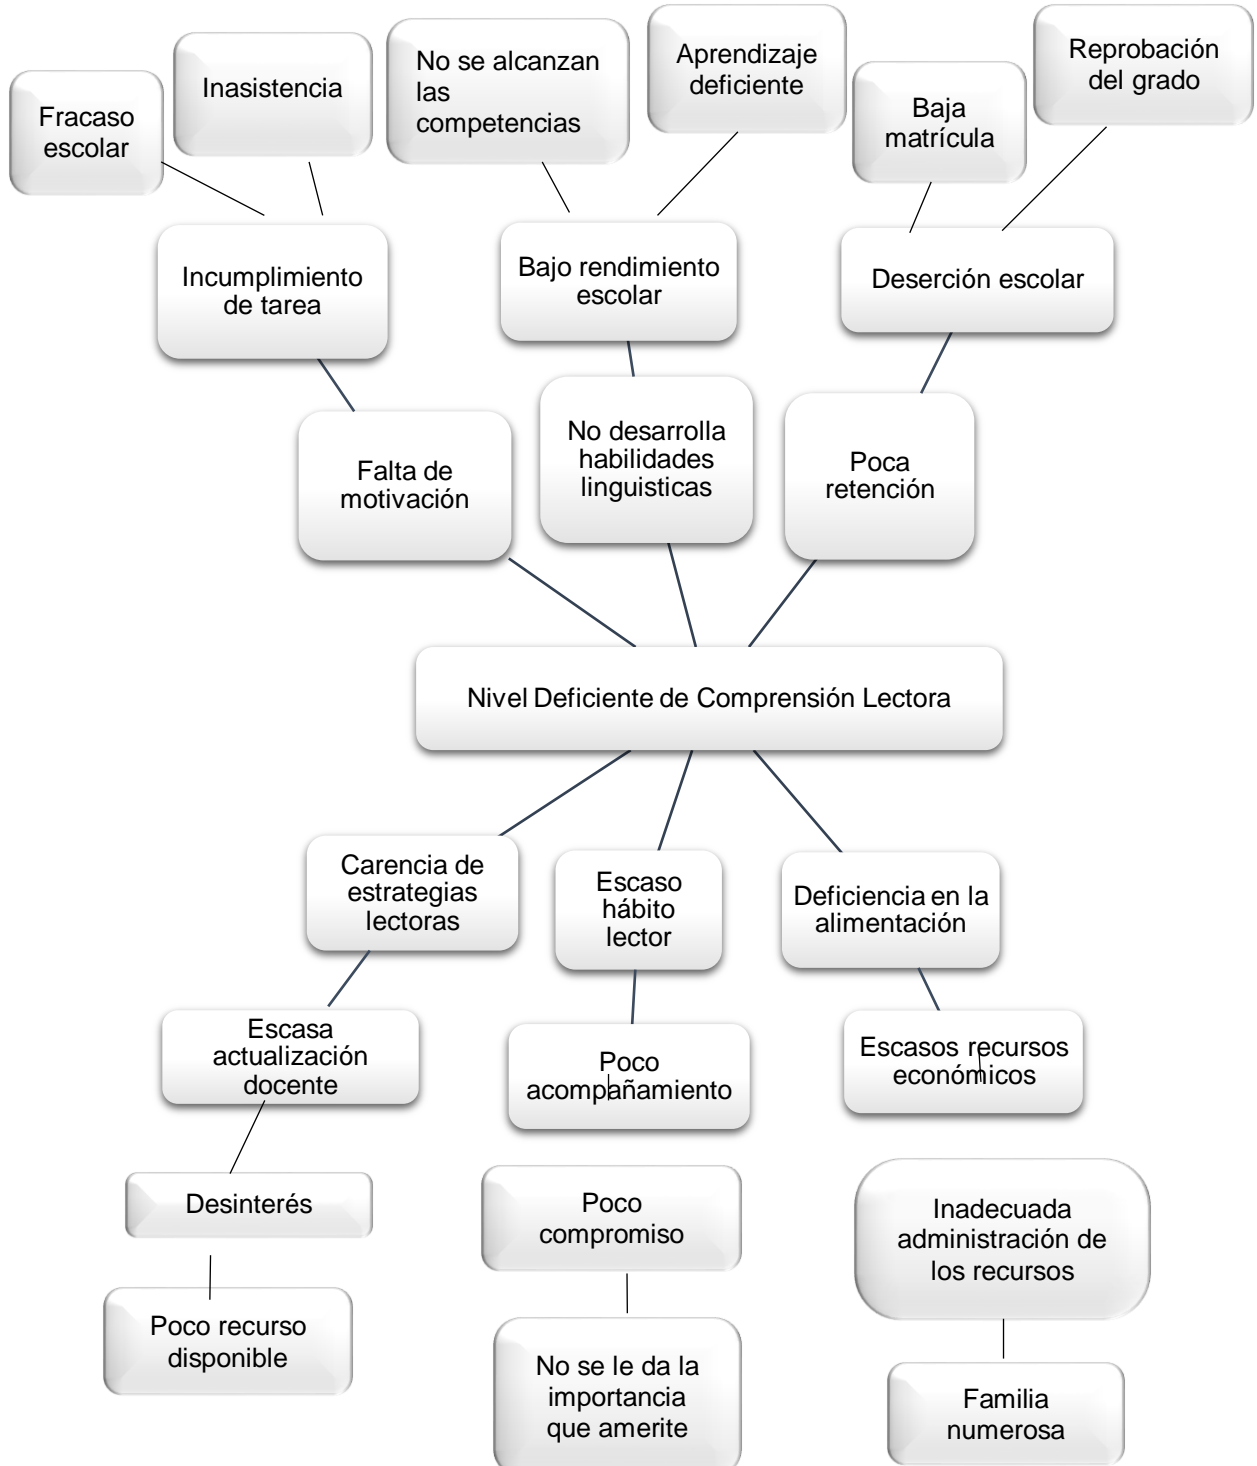 Fracaso
escolar
Inasistencia
No se alcanzan
las
competencias
Aprendizaje
deficiente
Baja
matrícula
Reprobación
del grado
Incumplimiento
de tarea
Bajo rendimiento
escolar
Deserción escolar
Falta de
motivación
No desarrolla
habilidades
linguisticas
Poca
retención
Nivel Deficiente de Comprensión Lectora
Carencia de
estrategias
lectoras
Escaso
hábito
lector
Deficiencia en la
alimentación
Escasa
actualización
docente
Poco
acompañamiento
Escasos recursos
económicos
Desinterés
Poco
compromiso
Inadecuada
administración de
los recursos
Poco recurso
disponible
No se le da la
importancia
que amerite
Familia
numerosa